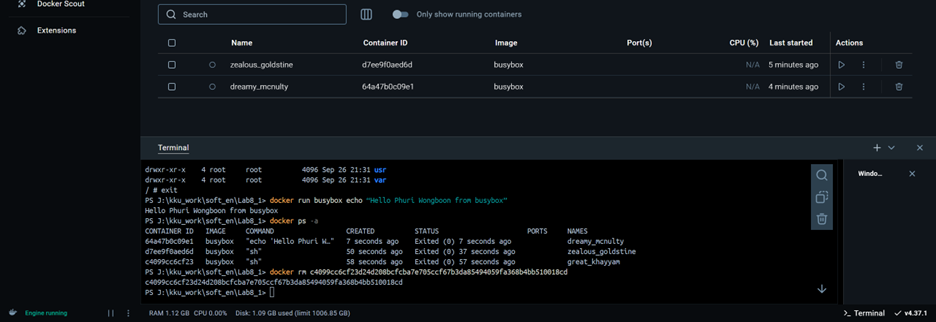 Docker Scout
Extensions
Search
Only show running containers
Name Container ID Image Port(s) CPU (%) Last started Actions
zealous_goldstine d7ee9f0aed6d busybox N/A 5 minutes ago
dreamy_mcnulty 64a47b0c09e1 busybox N/A 4 minutes ago
Terminal
drwxr-xr-x 4 root root 4096 Sep 26 21:31 usr
drwxr-xr-x 4 root root 4096 Sep 26 21:31 var
/ # exit
PS J:\kku_work\soft_en\Lab8_1> docker run busybox echo "Hello Phuri Wongboon from busybox"
Hello Phuri Wongboon from busybox
PS J:\kku_work\soft_en\Lab8_1> docker ps -a
CONTAINER ID IMAGE COMMAND CREATED STATUS PORTS NAMES
64a47b0c09e1 busybox "echo 'Hello Phuri W…" 7 seconds ago Exited (0) 7 seconds ago dreamy_mcnulty
d7ee9f0aed6d busybox "sh" 50 seconds ago Exited (0) 37 seconds ago zealous_goldstine
c4099cc6cf23 busybox "sh" 58 seconds ago Exited (0) 57 seconds ago great_khayyam
PS J:\kku_work\soft_en\Lab8_1> docker rm c4099cc6cf23d24d208bcfcba7e705ccf67b3da85494059fa368b4bb510018cd
c4099cc6cf23d24d208bcfcba7e705ccf67b3da85494059fa368b4bb510018cd
PS J:\kku_work\soft_en\Lab8_1>
Windo...
Engine running
RAM 1.12 GB CPU 0.00% Disk: 1.09 GB used (limit 1006.85 GB)
Terminal v4.37.1